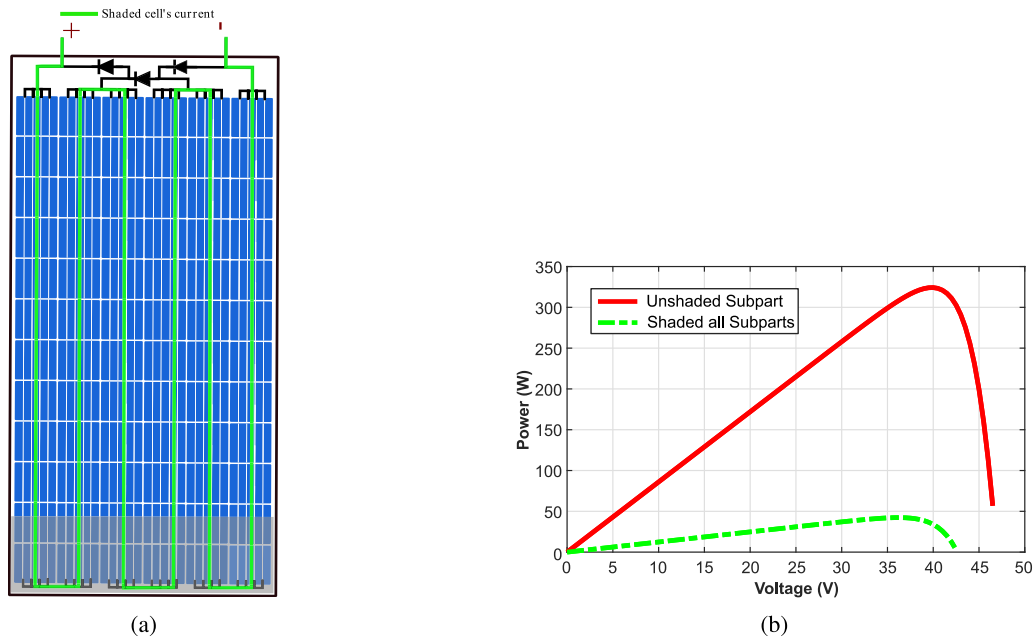 Shaded cell's current
+
-
(a)
Power (W)
350
300
250
200
150
100
50
0
Unshaded Subpart
Shaded all Subparts
0 5 10 15 20 25 30 35 40 45 50
Voltage (V)
(b)